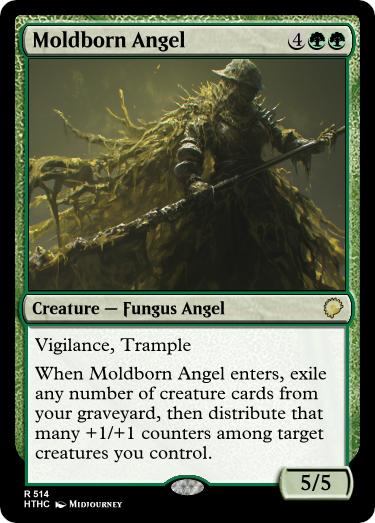 Moldborn Angel 4
Creature — Fungus Angel
Vigilance, Trample
When Moldborn Angel enters, exile
any number of creature cards from
your graveyard, then distribute that
many +1/+1 counters among target
creatures you control.
5/5
R 514
HTHC Midjourney